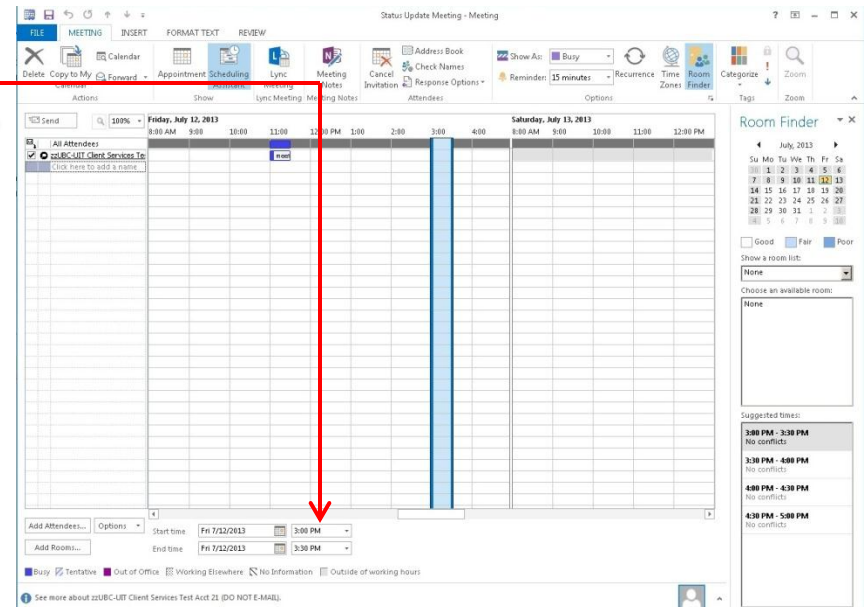 Status Update Meeting - Meeting
FILE MEETING INSERT FORMAT TEXT REVIEW
Delete
Copy to My Calendar
Calendar
Forward
Actions
Appointment
Scheduling
Show
Lync Meeting
Lync Meeting
Meeting Notes
Meeting Notes
Cancel Invitation
Address Book
Check Names
Response Options
Attendees
Show As: Busy
Reminder: 15 minutes
Recurrence
Time Zones
Room Finder
Options
Categorize
Tags
Zoom
Zoom
Send 100%
Friday, July 12, 2013 Saturday, July 13, 2013
8:00 AM 9:00 10:00 11:00 12:00 PM 1:00 2:00 3:00 4:00 8:00 AM 9:00 10:00 11:00 12:00 PM
All Attendees
zzUBC-UIT Client Services Te
Click here to add a name
Add Attendees... Options
Start time Fri 7/12/2013 3:00 PM
Add Rooms...
End time Fri 7/12/2013 3:30 PM
Busy Tentative Out of Office Working Elsewhere No Information Outside of working hours
See more about zzUBC-UIT Client Services Test Acct 21 (DO NOT E-MAIL).
Room Finder
July, 2013
Su Mo Tu We Th Fr Sa
30 1 2 3 4 5 6
7 8 9 10 11 12 13
14 15 16 17 18 19 20
21 22 23 24 25 26 27
28 29 30 31 1 2 3
4 5 6 7 8 9 10
Good Fair Poor
Show a room list:
None
Choose an available room:
None
Suggested times:
3:00 PM - 3:30 PM
No conflicts
3:30 PM - 4:00 PM
No conflicts
4:00 PM - 4:30 PM
No conflicts
4:30 PM - 5:00 PM
No conflicts